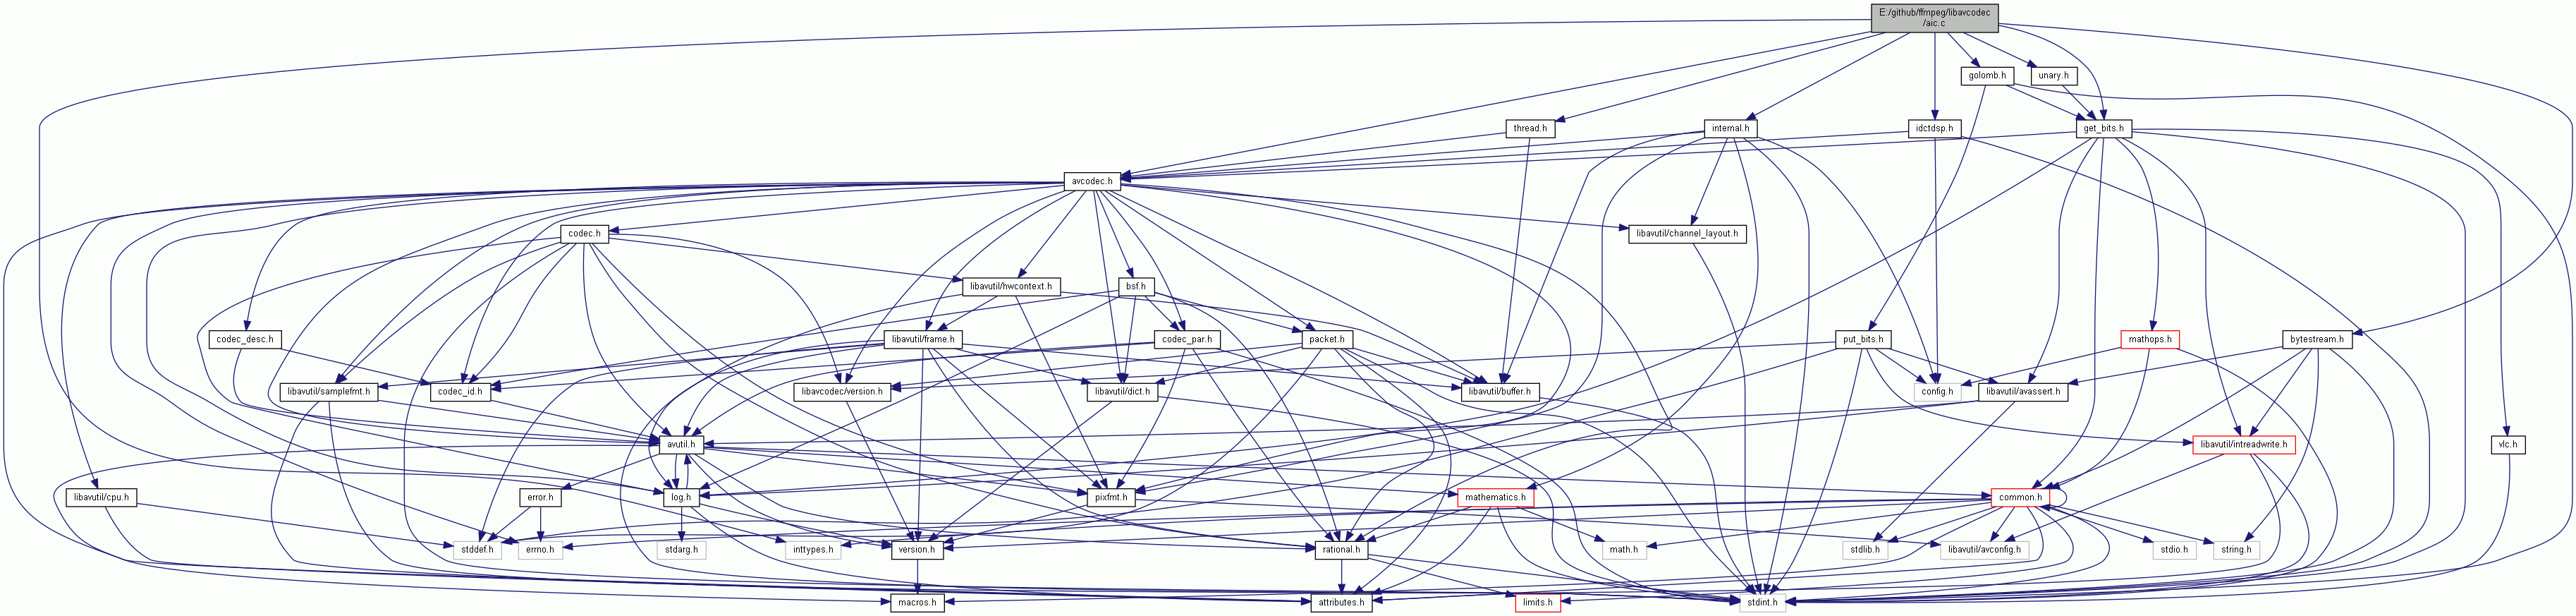 E:/github/ffmpeg/libavcodec
/aic.c
golomb.h
unary.h
thread.h
internal.h
idctdsp.h
get_bits.h
avcodec.h
codec.h
libavutil/channel_layout.h
libavutil/hwcontext.h
bsf.h
codec_desc.h
libavutil/frame.h
codec_par.h
packet.h
put_bits.h
mathops.h
bytestream.h
libavutil/samplefmt.h
codec_id.h
libavcodec/version.h
libavutil/dict.h
libavutil/buffer.h
config.h
libavutil/avassert.h
avutil.h
libavutil/intreadwrite.h
vlc.h
libavutil/cpu.h
error.h
log.h
pixfmt.h
mathematics.h
common.h
stddef.h
errno.h
stdarg.h
inttypes.h
version.h
rational.h
math.h
stdlib.h
libavutil/avconfig.h
stdio.h
string.h
macros.h
attributes.h
limits.h
stdint.h